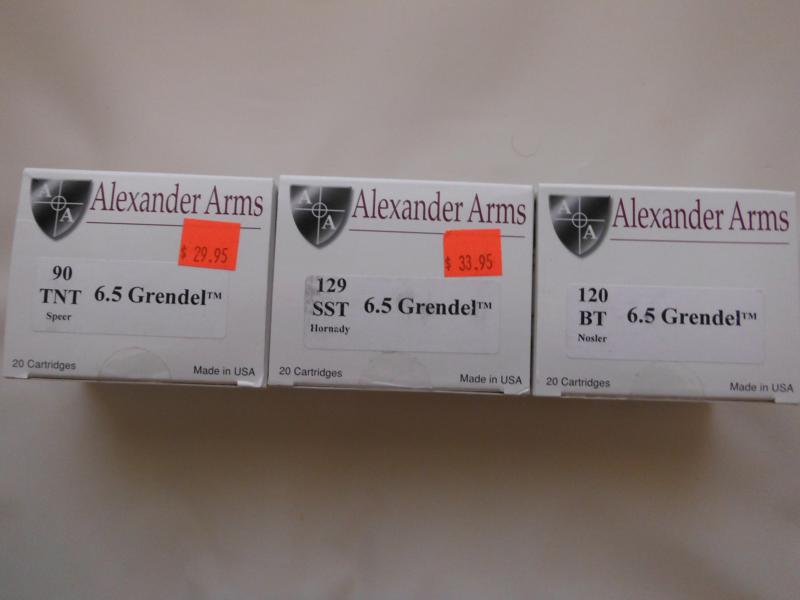 A A Alexander Arms
$ 29.95
90
TNT 6.5 Grendel™
Speer
20 Cartridges Made in USA
A A Alexander Arms
$ 33.95
129
SST 6.5 Grendel™
Hornady
20 Cartridges Made in USA
A A Alexander Arms
120
BT 6.5 Grendel™
Nosler
20 Cartridges Made in USA